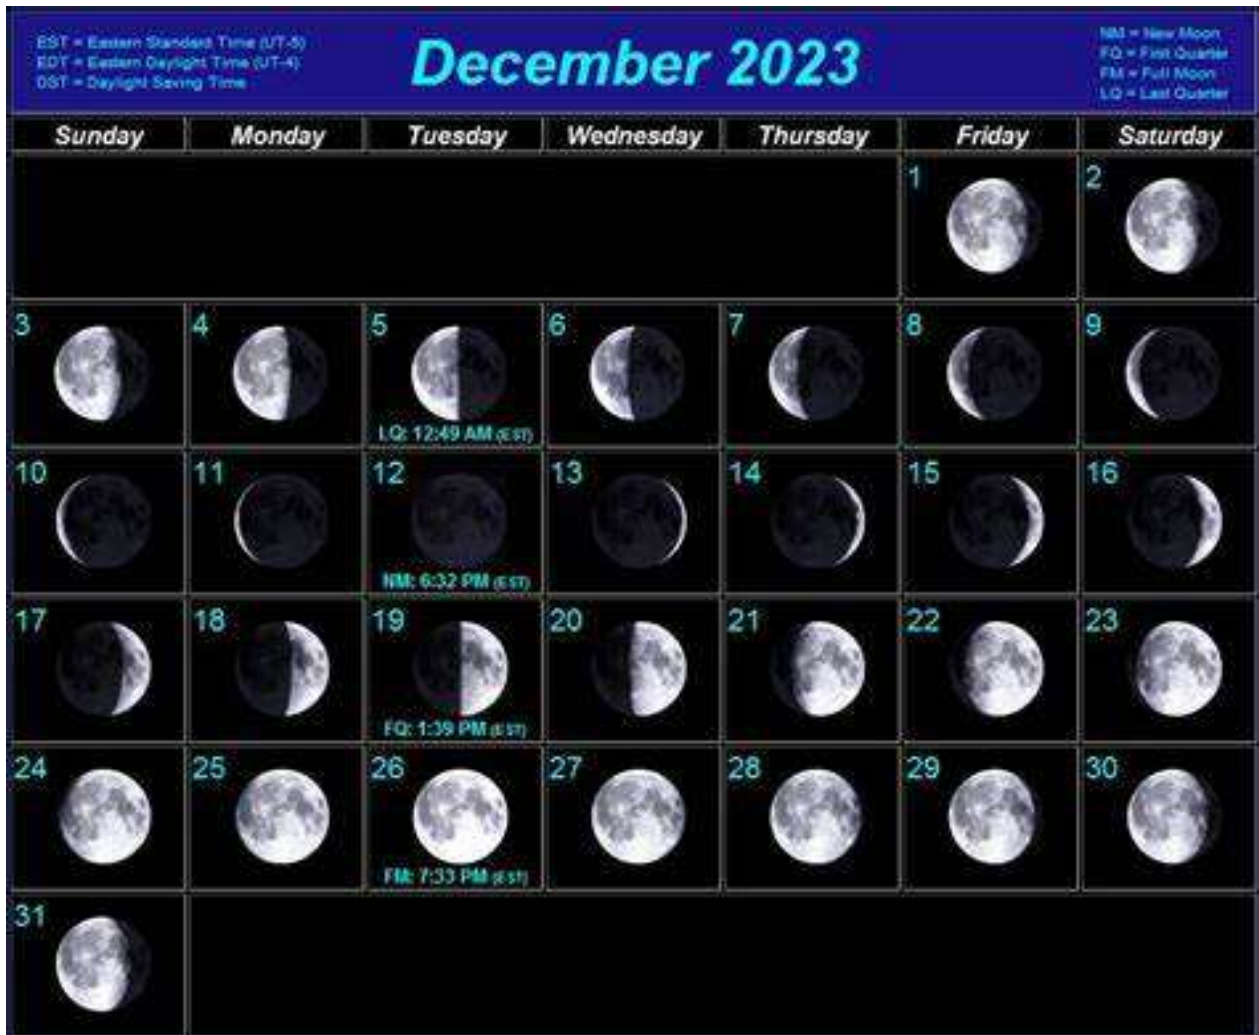 EST = Eastern Standard Time (UT-5)
EDT = Eastern Daylight Time (UT-4)
DST = Daylight Saving Time
December 2023
NM = New Moon
FQ = First Quarter
FM = Full Moon
LQ = Last Quarter
Sunday Monday Tuesday Wednesday Thursday Friday Saturday
1 2
3 4 5 6 7 8 9
LQ: 12:49 AM (EST)
10 11 12 13 14 15 16
NM: 6:32 PM (EST)
17 18 19 20 21 22 23
FQ: 1:39 PM (EST)
24 25 26 27 28 29 30
FM: 7:33 PM (EST)
31